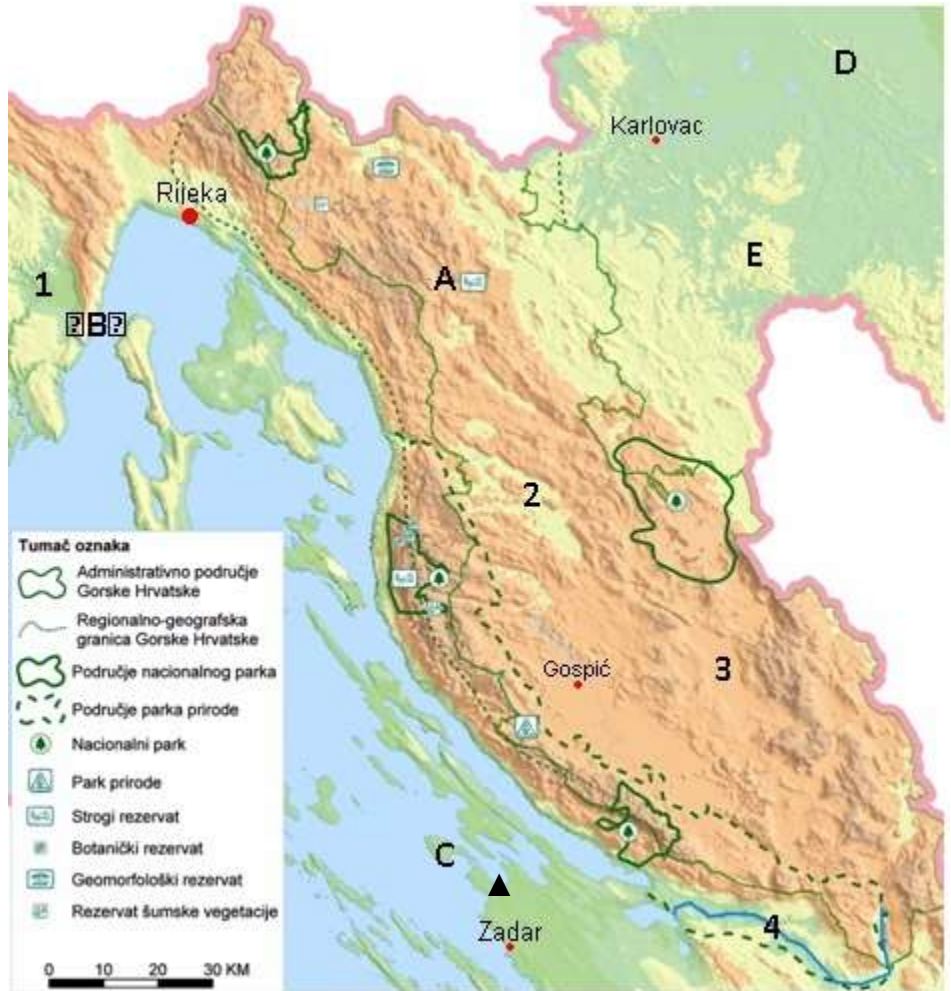 D
Karlovac
Rijeka
E
A
1
B
2
Tumač oznaka
Administrativno područje
Gorske Hrvatske
Regionalno-geografska
granica Gorske Hrvatske
Područje nacionalnog parka
Područje parka prirode
Nacionalni park
Park prirode
Strogi rezervat
Botanički rezervat
Geomorfološki rezervat
Rezervat šumske vegetacije
0 10 20 30 KM
Gospić
3
C
4
Zadar